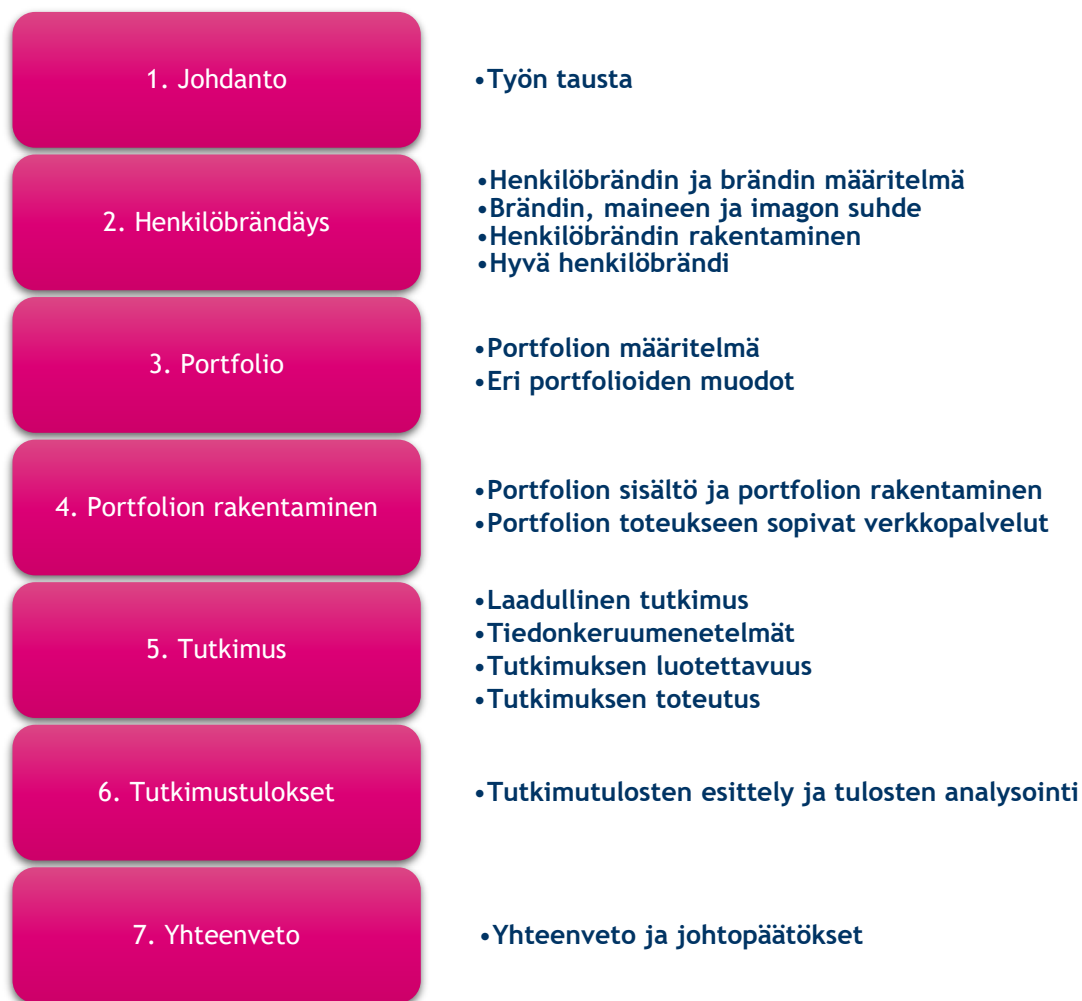 1. Johdanto
•Työn tausta
2. Henkilöbrändäys
•Henkilöbrändin ja brändin määritelmä
•Brändin, maineen ja imagon suhde
•Henkilöbrändin rakentaminen
•Hyvä henkilöbrändi
3. Portfolio
•Portfolion määritelmä
•Eri portfolioiden muodot
4. Portfolion rakentaminen
•Portfolion sisältö ja portfolion rakentaminen
•Portfolion toteukseen sopivat verkkopalvelut
5. Tutkimus
•Laadullinen tutkimus
•Tiedonkeruumenetelmät
•Tutkimuksen luotettavuus
•Tutkimuksen toteutus
6. Tutkimustulokset
•Tutkimutulosten esittely ja tulosten analysointi
7. Yhteenveto
•Yhteenveto ja johtopäätökset